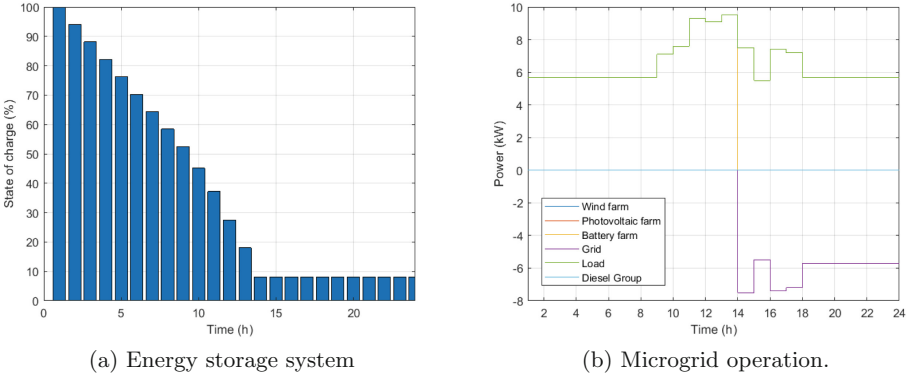 100
90
80
70
60
50
40
30
20
10
0
State of charge (%)
0 5 10 15 20
Time (h)
(a) Energy storage system
10
8
6
4
2
0
-2
-4
-6
-8
Power (kW)
Wind farm
Photovoltaic farm
Battery farm
Grid
Load
Diesel Group
2 4 6 8 10 12 14 16 18 20 22 24
Time (h)
(b) Microgrid operation.